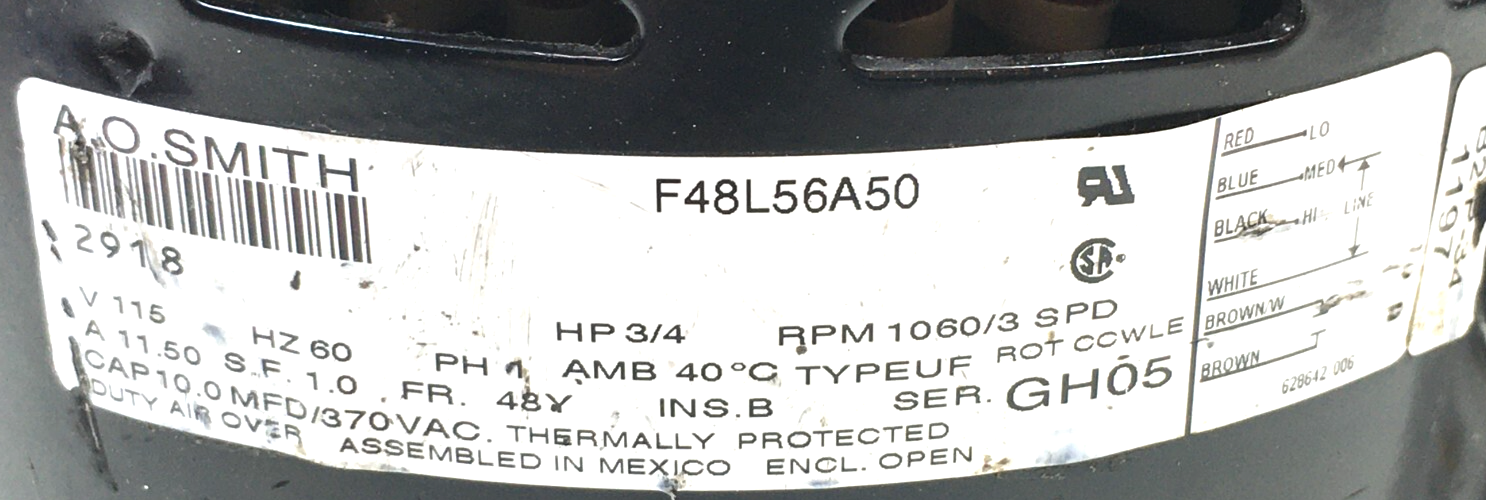 A.O.SMITH
F48L56A50
2918
V 115 HZ 60 PH 1 HP 3/4 RPM 1060/3 SPD
A 11.50 S.F. 1.0 FR. 48Y AMB 40°C TYPEUF ROT CCWLE
CAP10.0 MFD/370VAC. INS.B SER. GH05
DUTY AIR OVER THERMALLY PROTECTED
ASSEMBLED IN MEXICO ENCL. OPEN
RED LO
BLUE MED
BLACK HI LINE
WHITE
BROWN/W
BROWN
628642 006
1197